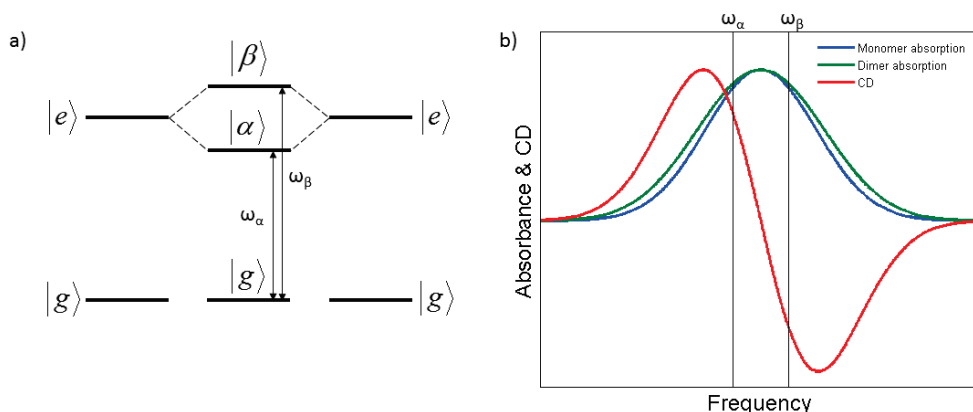 a)
|β⟩
|e⟩
|α⟩
|e⟩
ωβ
ωα
|g⟩
|g⟩
|g⟩
b)
ωα
ωβ
Monomer absorption
Dimer absorption
CD
Absorbance & CD
Frequency